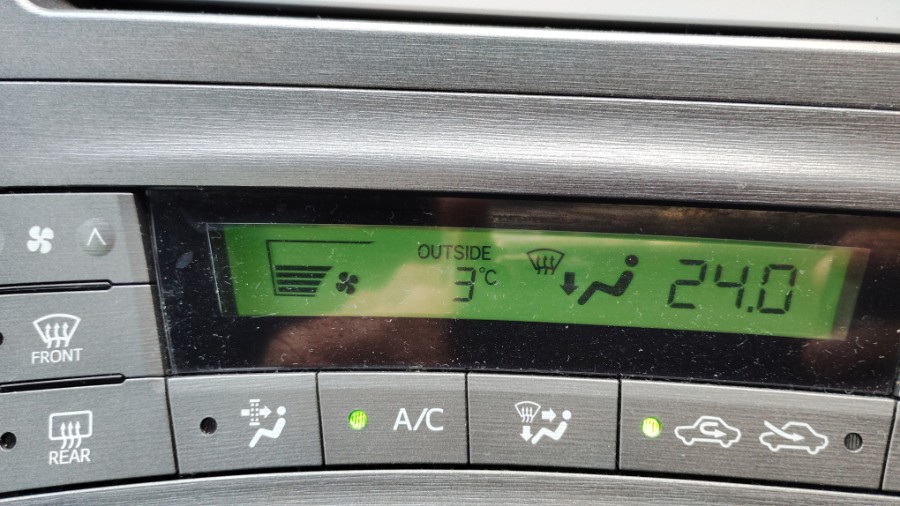 OUTSIDE
3°C
24.0
FRONT
REAR
A/C